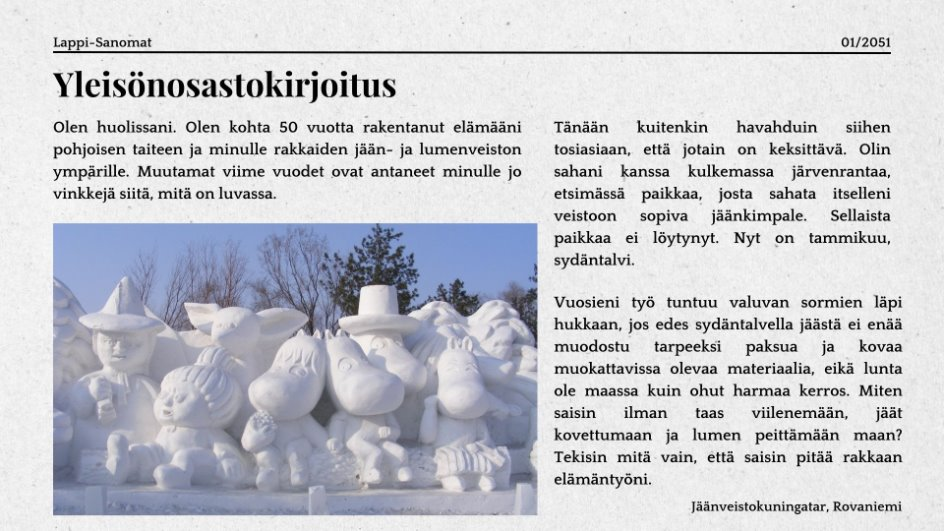 Lappi-Sanomat
01/2051
Yleisönosastokirjoitus
Olen huolissani. Olen kohta 50 vuotta rakentanut elämääni
pohjoisen taiteen ja minulle rakkaiden jään- ja lumenveiston
ympärille. Muutamat viime vuodet ovat antaneet minulle jo
vinkkejä siitä, mitä on luvassa.
Tänään kuitenkin havahduin siihen
tosiasiaan, että jotain on keksittävä. Olin
sahani kanssa kulkemassa järvenrantaa,
etsimässä paikkaa, josta sahata itselleni
veistoon sopiva jäänkimpale. Sellaista
paikkaa ei löytynyt. Nyt on tammikuu,
sydäntalvi.
Vuosieni työ tuntuu valuvan sormien läpi
hukkaan, jos edes sydäntalvella jäästä ei enää
muodostu tarpeeksi paksua ja kovaa
muokattavissa olevaa materiaalia, eikä lunta
ole maassa kuin ohut harmaa kerros. Miten
saisin ilman taas viilenemään, jäät
kovettumaan ja lumen peittämään maan?
Tekisin mitä vain, että saisin pitää rakkaan
elämäntyöni.
Jäänveistokuningatar, Rovaniemi